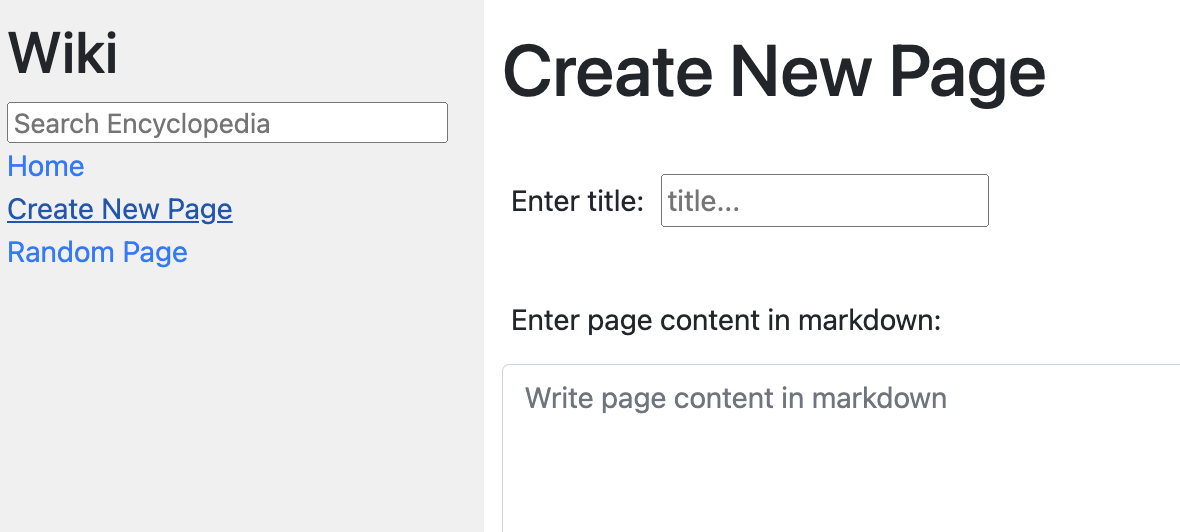 Wiki
Search Encyclopedia
Home
Create New Page
Random Page
Create New Page
Enter title: title...
Enter page content in markdown:
Write page content in markdown